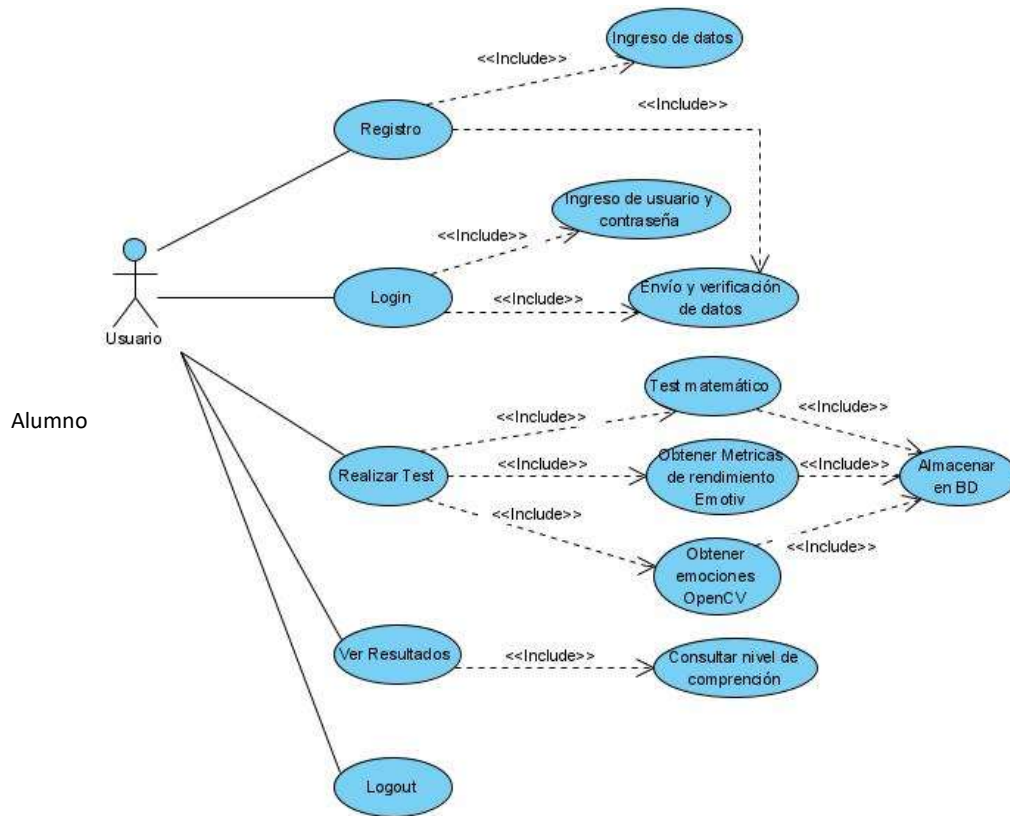 Ingreso de datos
<<Include>>
<<Include>>
Registro
Ingreso de usuario y
contraseña
<<Include>>
Login
<<Include>>
Envío y verificación
de datos
Usuario
Alumno
Test matemático
<<Include>>
<<Include>>
Realizar Test
<<Include>>
Obtener Metricas
de rendimiento
Emotiv
<<Include>>
Almacenar
en BD
<<Include>>
<<Include>>
Obtener
emociones
OpenCV
Ver Resultados
<<Include>>
Consultar nivel de
comprención
Logout